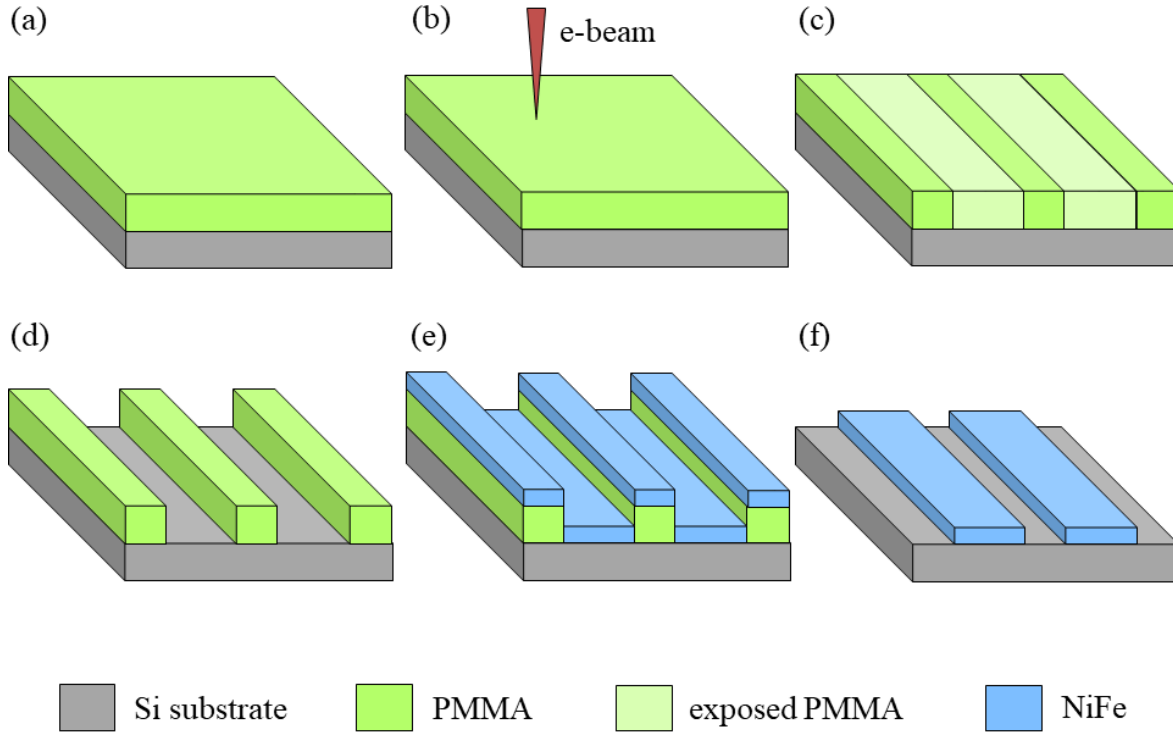 (a)
(b)
e-beam
(c)
(d)
(e)
(f)
Si substrate
PMMA
exposed PMMA
NiFe